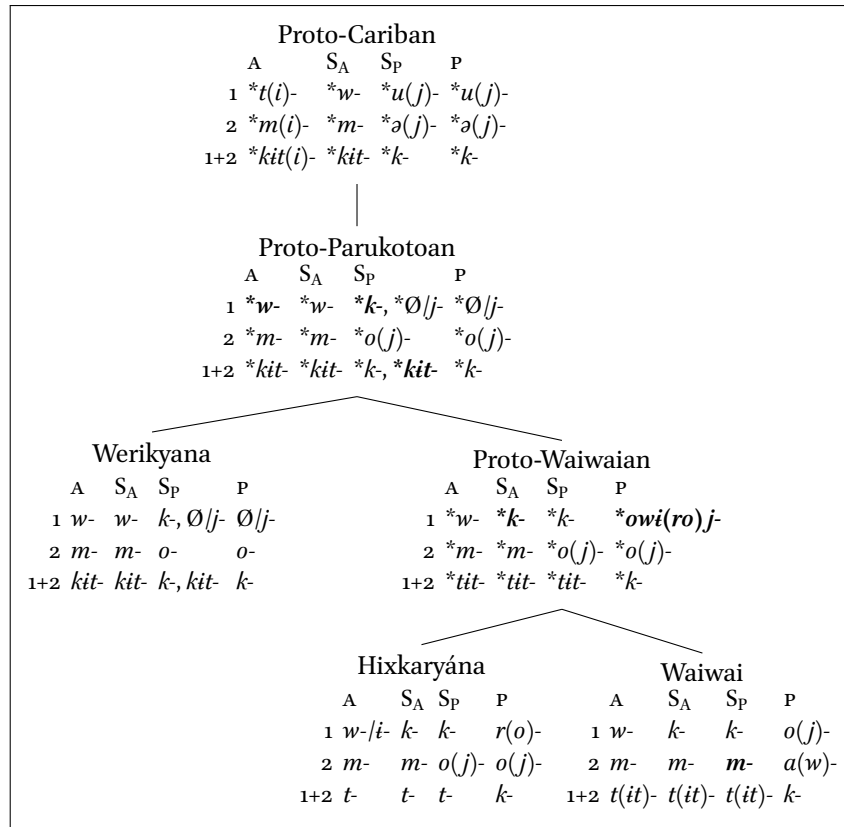 Proto-Cariban
A S_A S_P P
1 *t(i)- *w- *u(j)- *u(j)-
2 *m(i)- *m- *ə(j)- *ə(j)-
1+2 *kɨt(i)- *kɨt- *k- *k-
Proto-Parukotoan
A S_A S_P P
1 *w- *w- *k-, *Ø/j- *Ø/j-
2 *m- *m- *o(j)- *o(j)-
1+2 *kɨt- *kɨt- *k-, *kɨt- *k-
Werikyana
A S_A S_P P
1 w- w- k-, Ø/j- Ø/j-
2 m- m- o- o-
1+2 kɨt- kɨt- k-, kɨt- k-
Proto-Waiwaian
A S_A S_P P
1 *w- *k- *k- *owɨ(ro)j-
2 *m- *m- *o(j)- *o(j)-
1+2 *tɨt- *tɨt- *tɨt- *k-
Hixkaryána
A S_A S_P P
1 w-/ɨ- k- k- r(o)-
2 m- m- o(j)- o(j)-
1+2 t- t- t- k-
Waiwai
A S_A S_P P
1 w- k- k- o(j)-
2 m- m- m- a(w)-
1+2 t(ɨt)- t(ɨt)- t(ɨt)- k-